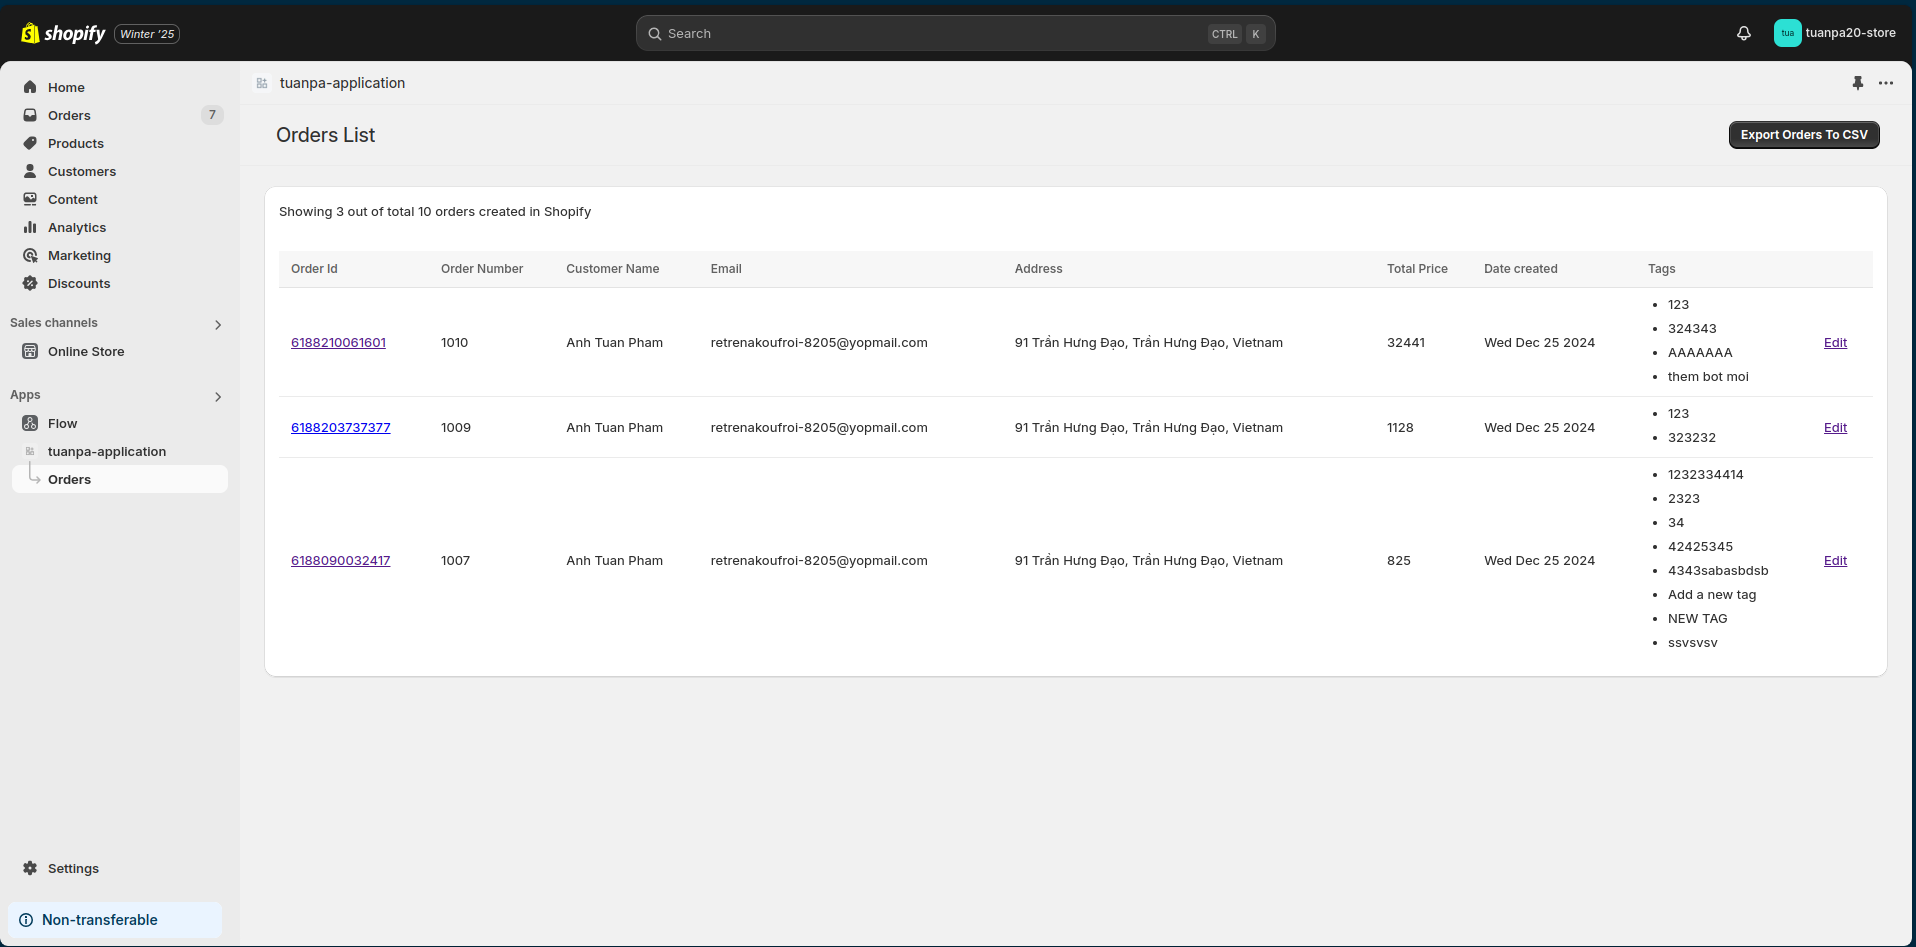 shopify Winter '25
Search CTRL K
tua tuanpa20-store
Home
Orders 7
Products
Customers
Content
Analytics
Marketing
Discounts
Sales channels
Online Store
Apps
Flow
tuanpa-application
Orders
Settings
Non-transferable
tuanpa-application
Orders List
Export Orders To CSV
Showing 3 out of total 10 orders created in Shopify
Order Id Order Number Customer Name Email Address Total Price Date created Tags
6188210061601 1010 Anh Tuan Pham retrenakoufroi-8205@yopmail.com 91 Trần Hưng Đạo, Trần Hưng Đạo, Vietnam 32441 Wed Dec 25 2024
123
324343
AAAAAAA
them bot moi
Edit
6188203737377 1009 Anh Tuan Pham retrenakoufroi-8205@yopmail.com 91 Trần Hưng Đạo, Trần Hưng Đạo, Vietnam 1128 Wed Dec 25 2024
123
323232
Edit
6188090032417 1007 Anh Tuan Pham retrenakoufroi-8205@yopmail.com 91 Trần Hưng Đạo, Trần Hưng Đạo, Vietnam 825 Wed Dec 25 2024
1232334414
2323
34
42425345
4343sabasbdsb
Add a new tag
NEW TAG
ssvsvsv
Edit